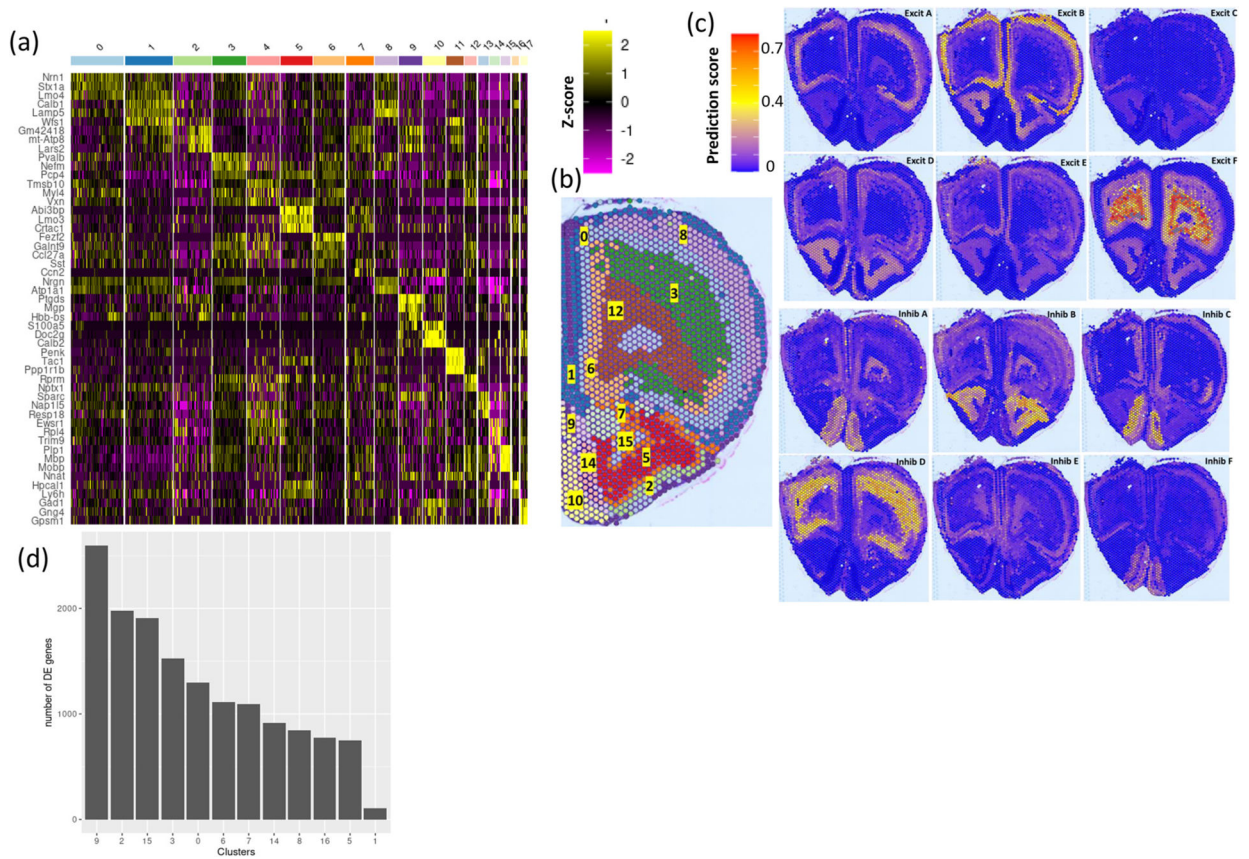 (a)
0 1 2 3 4 5 6 7 8 9 10 11 12 13 14 15 16 17
Nrn1
Stx1a
Lmo4
Calb1
Lamp5
Wfs1
Gm42418
mt-Atp8
Lars2
Pvalb
Nefm
Pcp4
Tmsb10
Myl4
Vxn
Abi3bp
Lmo3
Crtac1
Fezf2
Galnt9
Ccl27a
Sst
Ccn2
Nrgn
Atp1a1
Ptgds
Mgp
Hbb-bs
S100a5
Doc2g
Calb2
Penk
Tac1
Ppp1r1b
Rprm
Nptx1
Sparc
Nap1l5
Resp18
Ewsr1
Rpl4
Trim9
Plp1
Mbp
Mobp
Nnat
Hpcal1
Ly6h
Gad1
Gng4
Gpsm1
Z-score
2
1
0
-1
-2
(b)
0 8
3
12
6
1
7
9
15
5
14
2
10
(c)
Prediction score
0.7
0.4
0
Excit A Excit B Excit C
Excit D Excit E Excit F
Inhib A Inhib B Inhib C
Inhib D Inhib E Inhib F
(d)
number of DE genes
2000
1000
0
9 2 15 3 0 6 7 14 8 16 5 1
Clusters